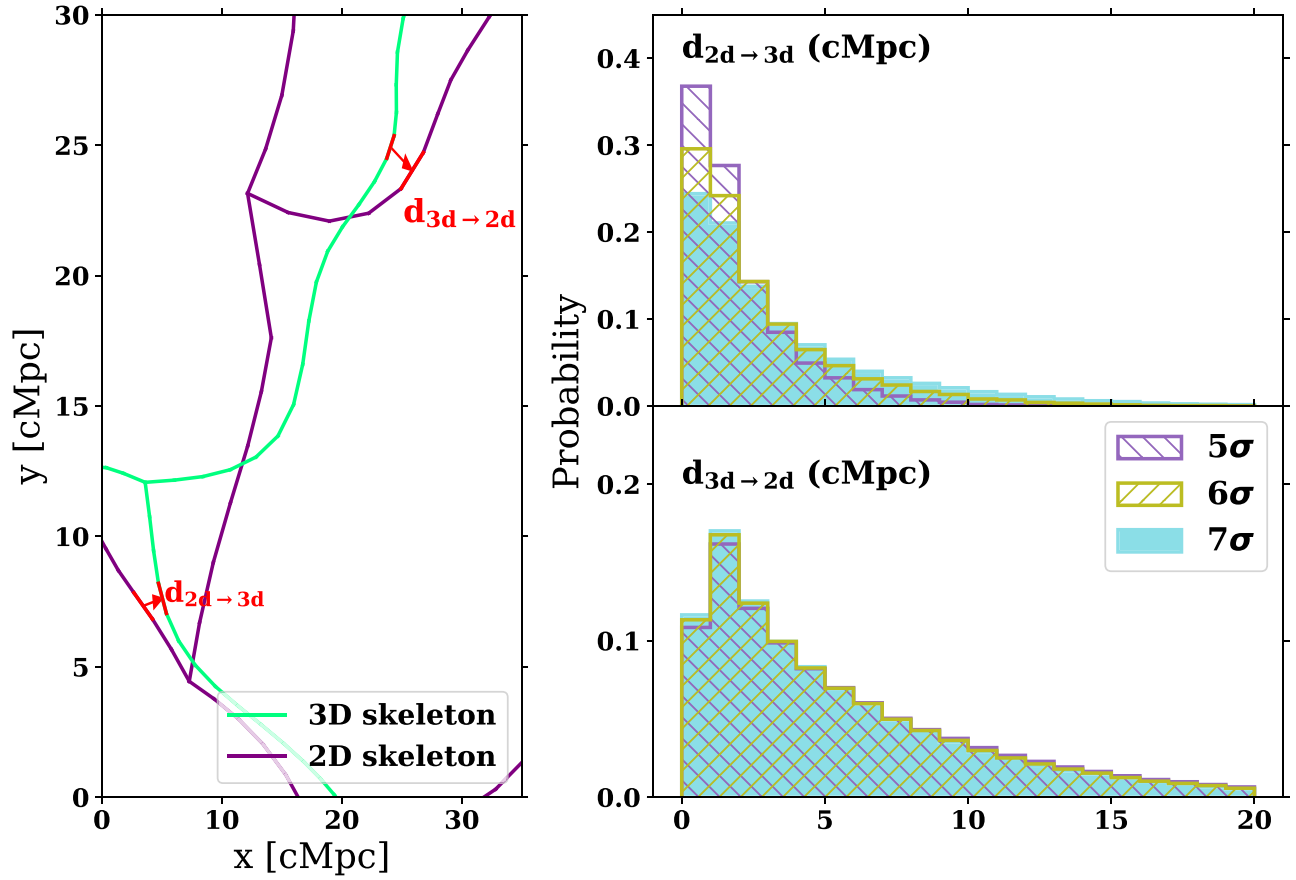 30
25
20
15
10
5
0
y [cMpc]
0
10
20
30
x [cMpc]
d3d→2d
d2d→3d
3D skeleton
2D skeleton
Probability
0.4
0.3
0.2
0.1
0.0
d2d→3d (cMpc)
0.2
0.1
0.0
d3d→2d (cMpc)
5σ
6σ
7σ
0
5
10
15
20